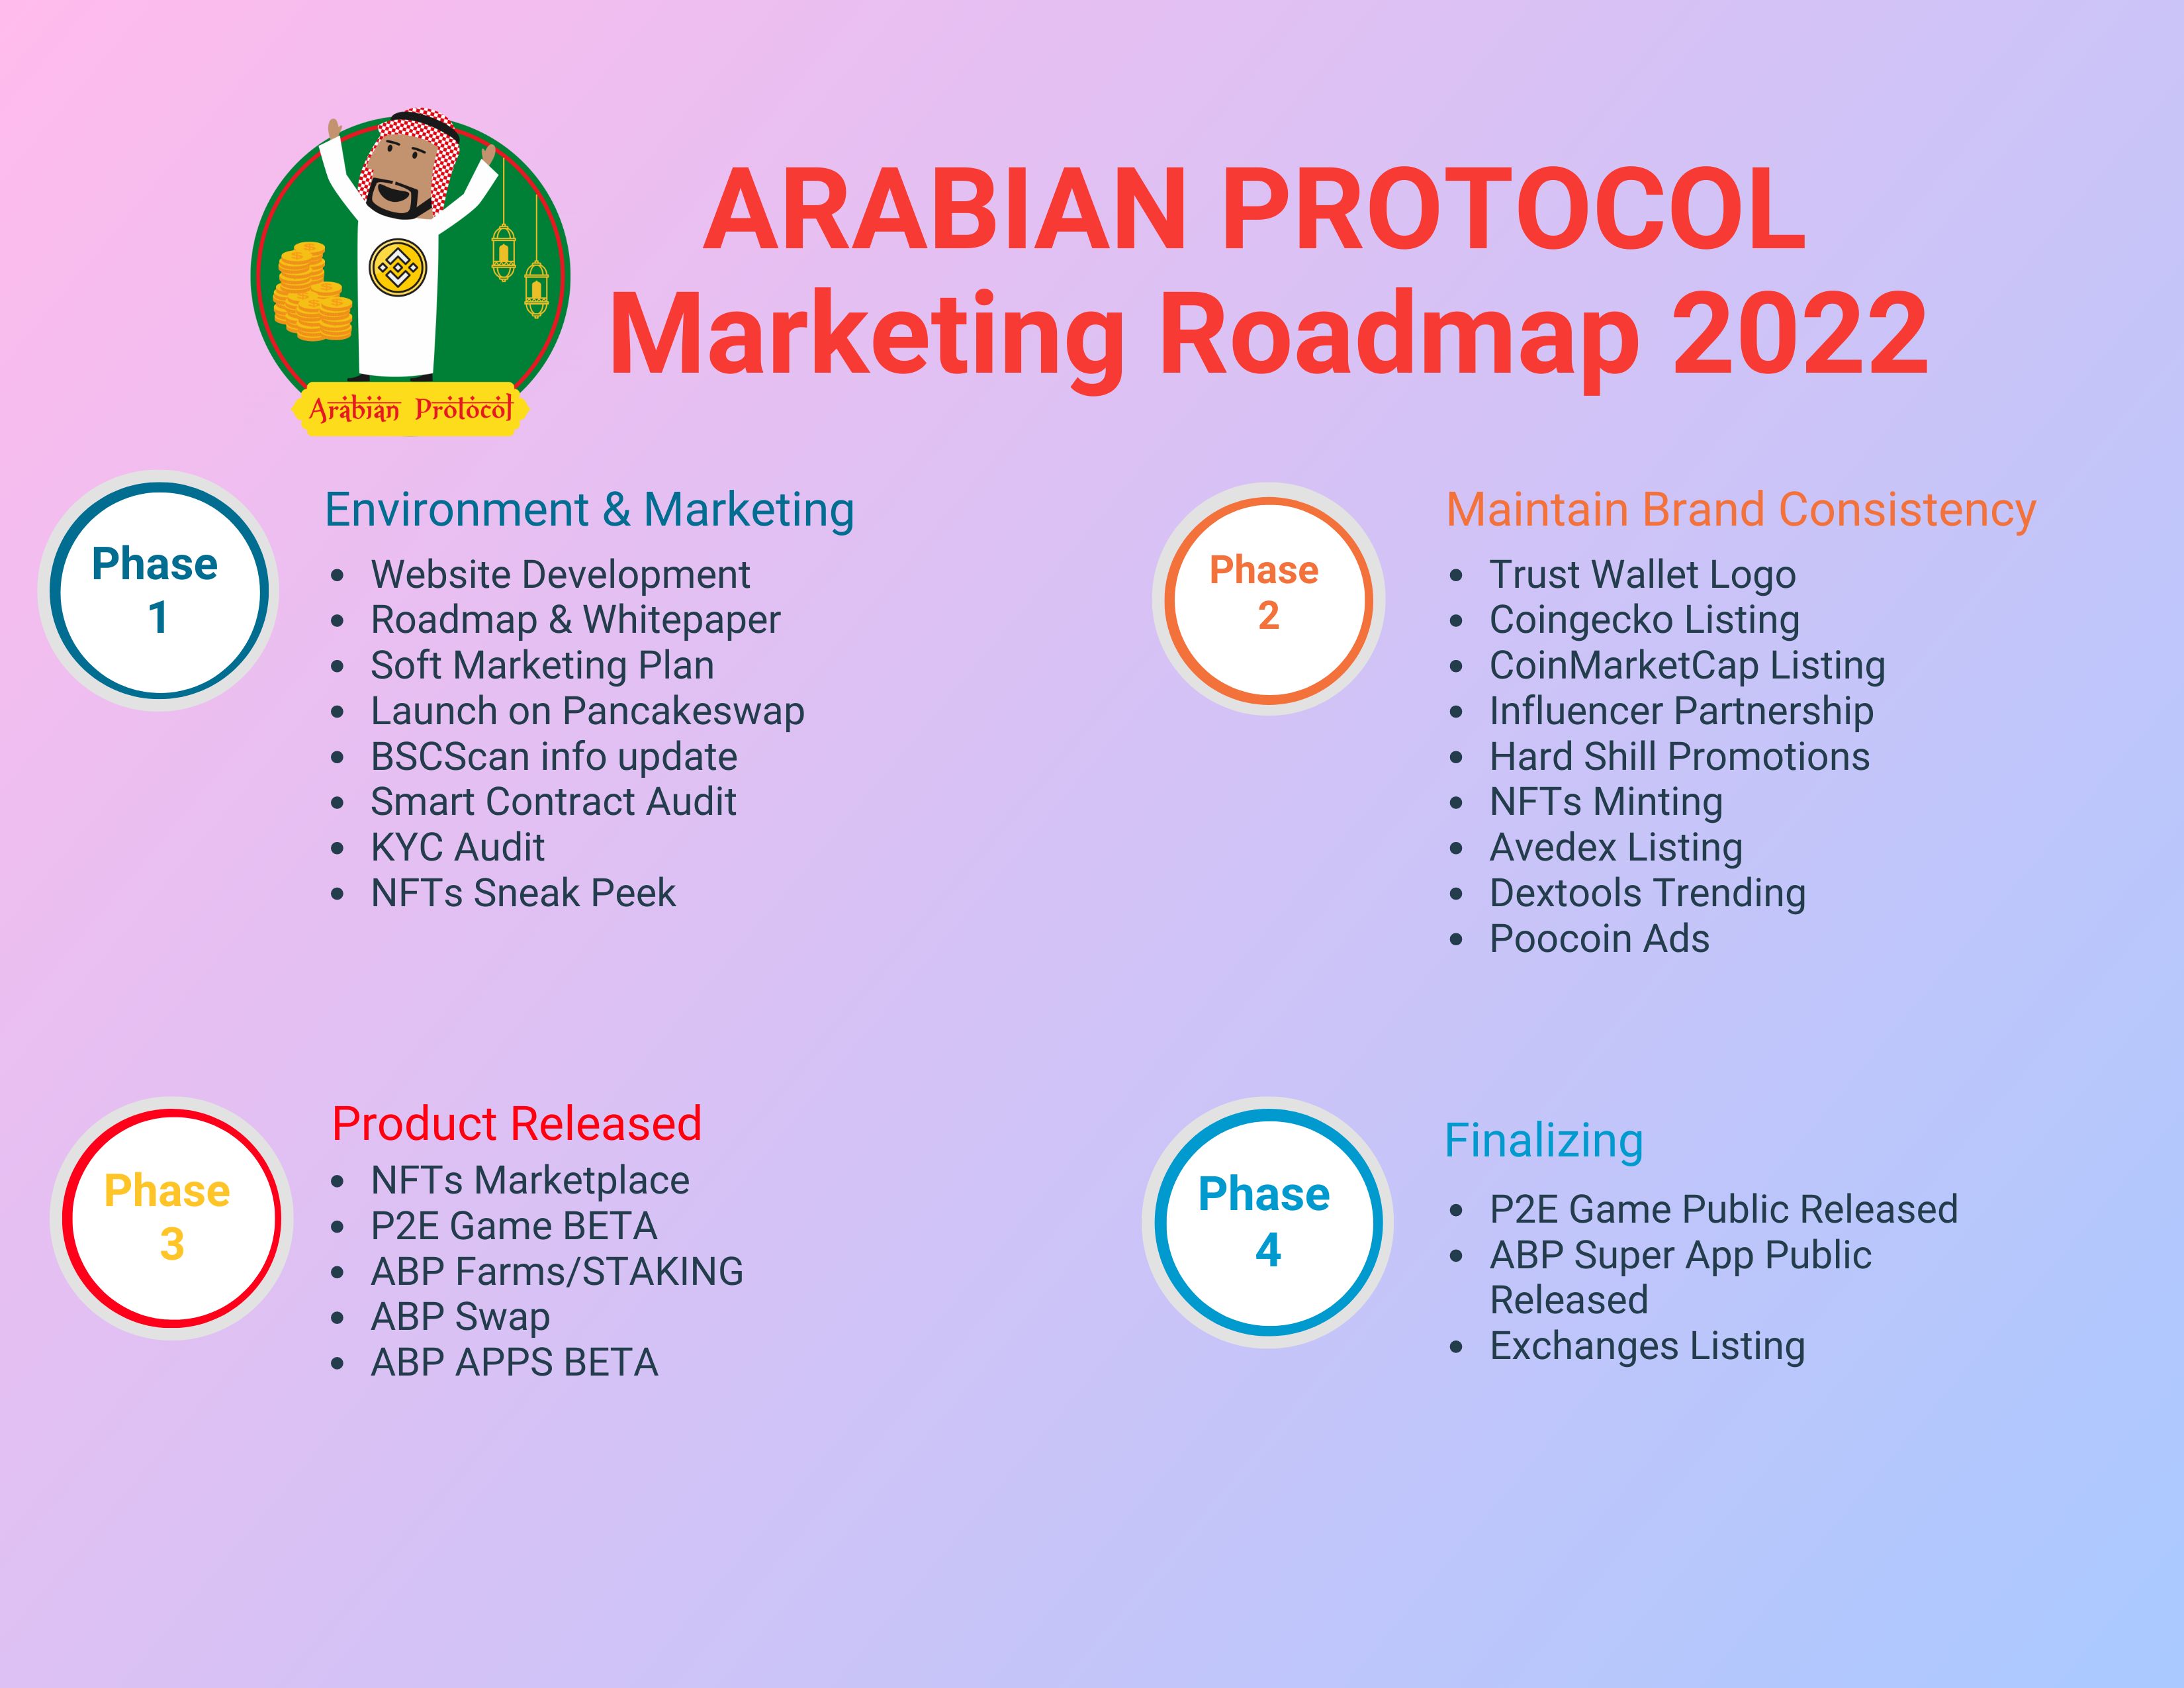 ARABIAN PROTOCOL
Marketing Roadmap 2022
Arabian Protocol
Phase
1
Environment & Marketing
• Website Development
• Roadmap & Whitepaper
• Soft Marketing Plan
• Launch on Pancakeswap
• BSCScan info update
• Smart Contract Audit
• KYC Audit
• NFTs Sneak Peek
Phase
2
Maintain Brand Consistency
• Trust Wallet Logo
• Coingecko Listing
• CoinMarketCap Listing
• Influencer Partnership
• Hard Shill Promotions
• NFTs Minting
• Avedex Listing
• Dextools Trending
• Poocoin Ads
Phase
3
Product Released
• NFTs Marketplace
• P2E Game BETA
• ABP Farms/STAKING
• ABP Swap
• ABP APPS BETA
Phase
4
Finalizing
• P2E Game Public Released
• ABP Super App Public
Released
• Exchanges Listing